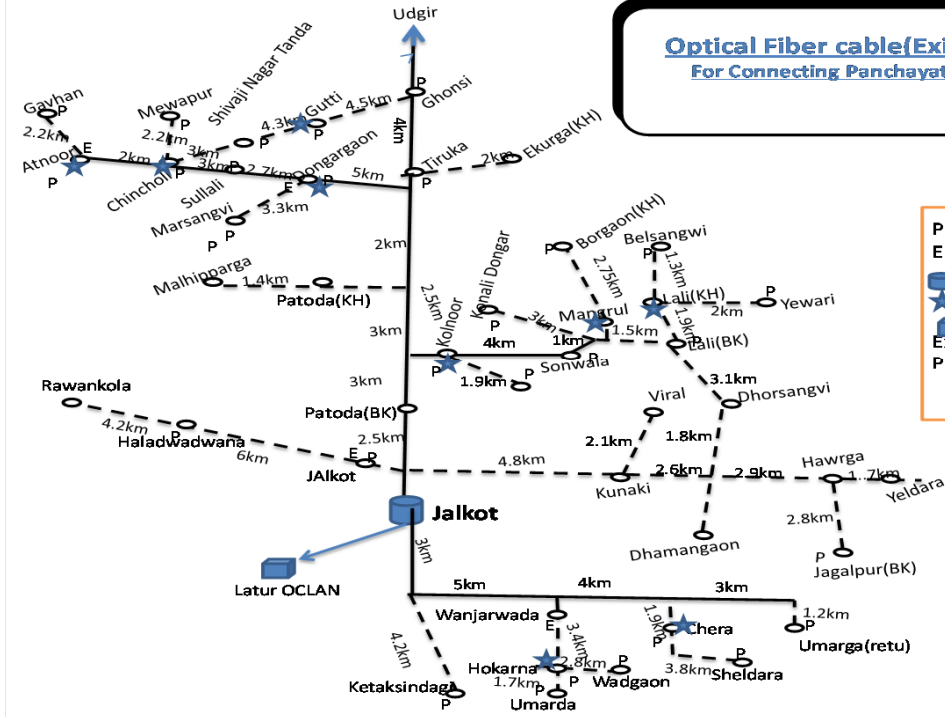 Udgir
Optical Fiber cable(Exi
For Connecting Panchayat
Gavhan
P
2.2km
Mewapur
P
2.2km
Shivaji Nagar Tanda
P
3km
4.3km
Gutti
P
4.5km
P
Ghonsi
4km
Atnoor
E
P
2km
Chincholi
P
3km
Sullali
P
2.7km
Dongargaon
E
P
5km
Tiruka
P
2km
Ekurga(KH)
Marsangvi
P
P
3.3km
2km
Malhipparga
1.4km
Patoda(KH)
3km
2.5km
Kolnoor
P
Konali Dongar
P
3km
Borgaon(KH)
P
2.75km
Mangrul
1.5km
Belsangwi
P
1.3km
Lali(KH)
2km
P
Yewari
1.9km
P
Lali(BK)
4km
1km
Sonwala
P
1.9km
P
3km
3.1km
Dhorsangvi
1.8km
Rawankola
4.2km
Haladwadwana
P
6km
Patoda(BK)
2.5km
E
P
JAlkot
4.8km
Viral
2.1km
Kunaki
2.6km
2.9km
Hawrga
1..7km
Yeldara
2.8km
P
Jagalpur(BK)
Dhamangaon
Jalkot
Latur OCLAN
3km
5km
4km
3km
4.2km
Ketaksindagi
P
Wanjarwada
E
3.4km
Hokarna
P
2.8km
P
Wadgaon
1.7km
P
Umarda
1.9km
Chera
P
3.8km
P
Sheldara
1.2km
P
Umarga(retu)
P
E
P